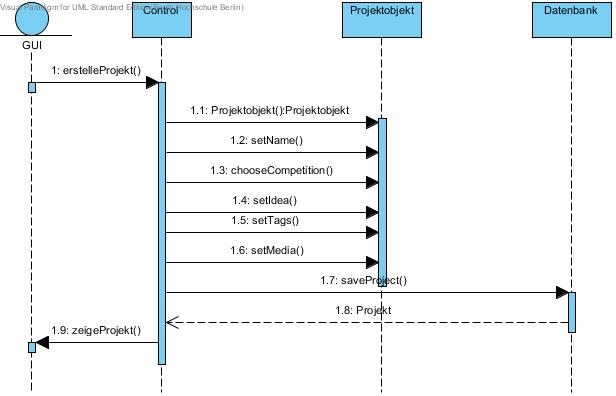 Visual Paradigm for UML Standard Edition(Beuth Hochschule Berlin)
Control
Projektobjekt
Datenbank
GUI
1: erstelleProjekt()
1.1: Projektobjekt():Projektobjekt
1.2: setName()
1.3: chooseCompetition()
1.4: setIdea()
1.5: setTags()
1.6: setMedia()
1.7: saveProject()
1.8: Projekt
1.9: zeigeProjekt()